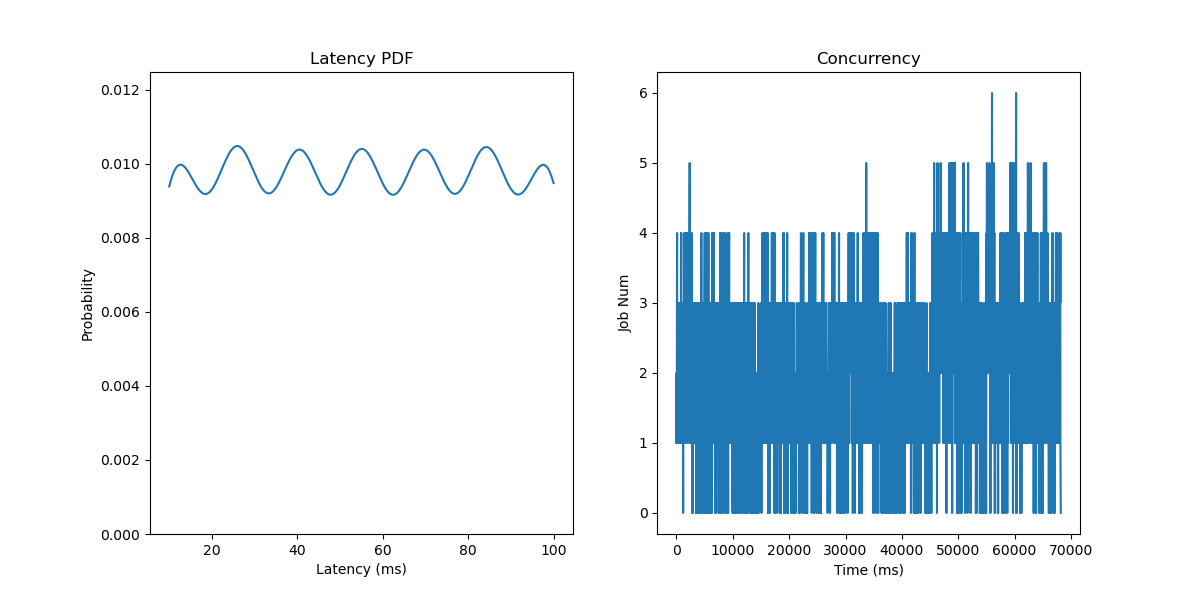 Latency PDF
Probability
0.012
0.010
0.008
0.006
0.004
0.002
0.000
20 40 60 80 100
Latency (ms)
Concurrency
Job Num
6
5
4
3
2
1
0
0 10000 20000 30000 40000 50000 60000 70000
Time (ms)